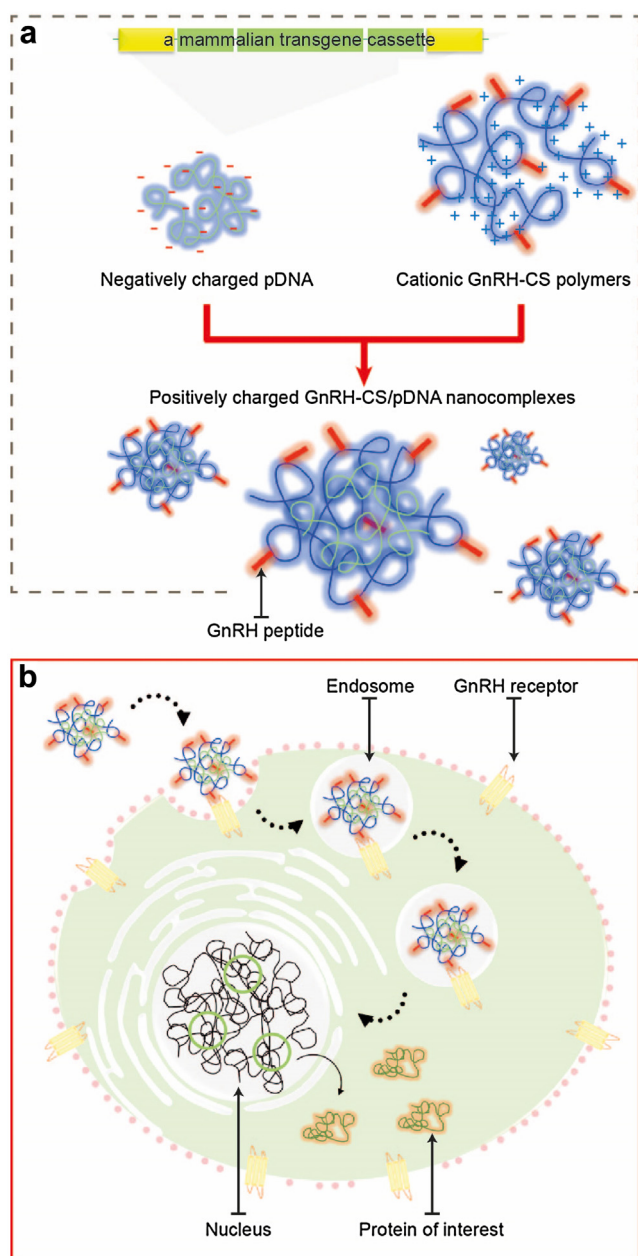 a
a mammalian transgene cassette
Negatively charged pDNA
Cationic GnRH-CS polymers
Positively charged GnRH-CS/pDNA nanocomplexes
GnRH peptide
b
Endosome
GnRH receptor
Nucleus
Protein of interest